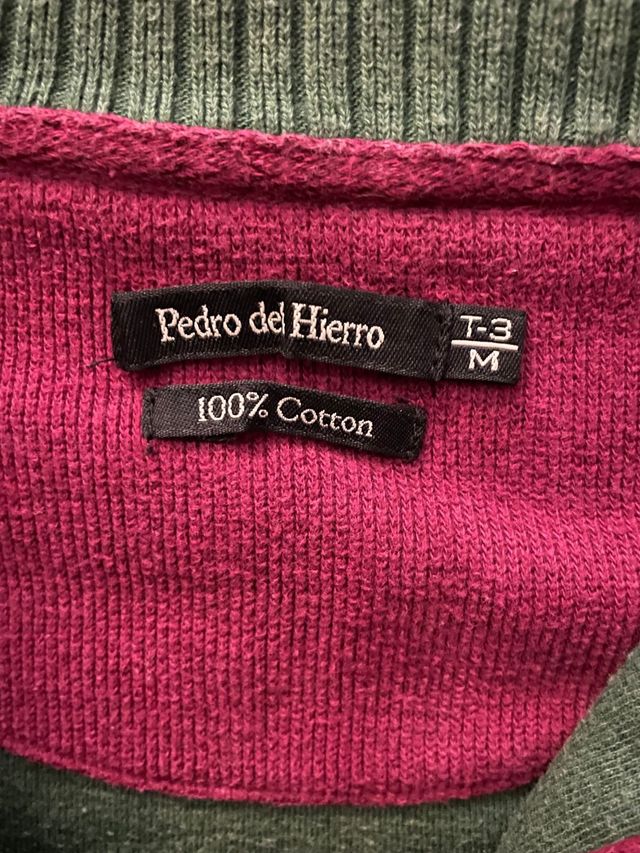 Pedro del Hierro
T-3
M
100% Cotton